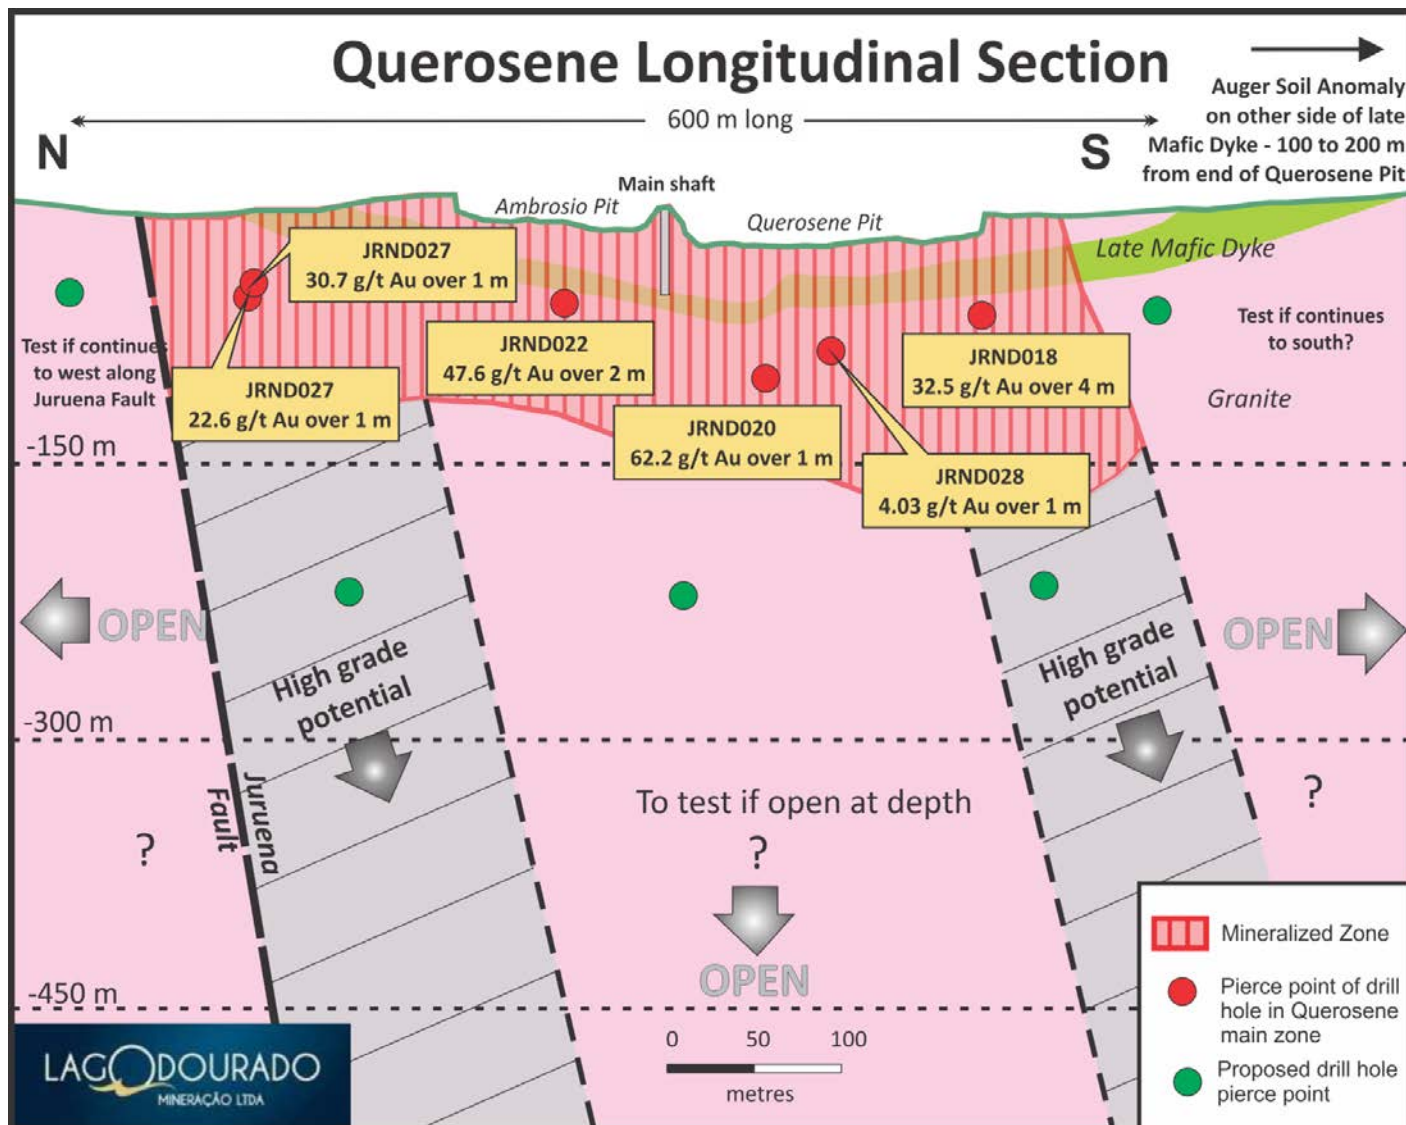 Querosene Longitudinal Section
Auger Soil Anomaly
on other side of late
Mafic Dyke - 100 to 200 m
from end of Querosene Pit
600 m long
N
S
Main shaft
Ambrosio Pit
Querosene Pit
Late Mafic Dyke
JRND027
30.7 g/t Au over 1 m
Test if continues
to west along
Juruena Fault
JRND022
47.6 g/t Au over 2 m
JRND018
32.5 g/t Au over 4 m
Test if continues
to south?
Granite
JRND027
22.6 g/t Au over 1 m
JRND020
62.2 g/t Au over 1 m
JRND028
4.03 g/t Au over 1 m
-150 m
OPEN
High grade
potential
High grade
potential
OPEN
-300 m
Juruena
Fault
?
To test if open at depth
?
?
OPEN
-450 m
0 50 100
metres
Mineralized Zone
Pierce point of drill
hole in Querosene
main zone
Proposed drill hole
pierce point
LAGODOURADO
MINERAÇÃO LTDA